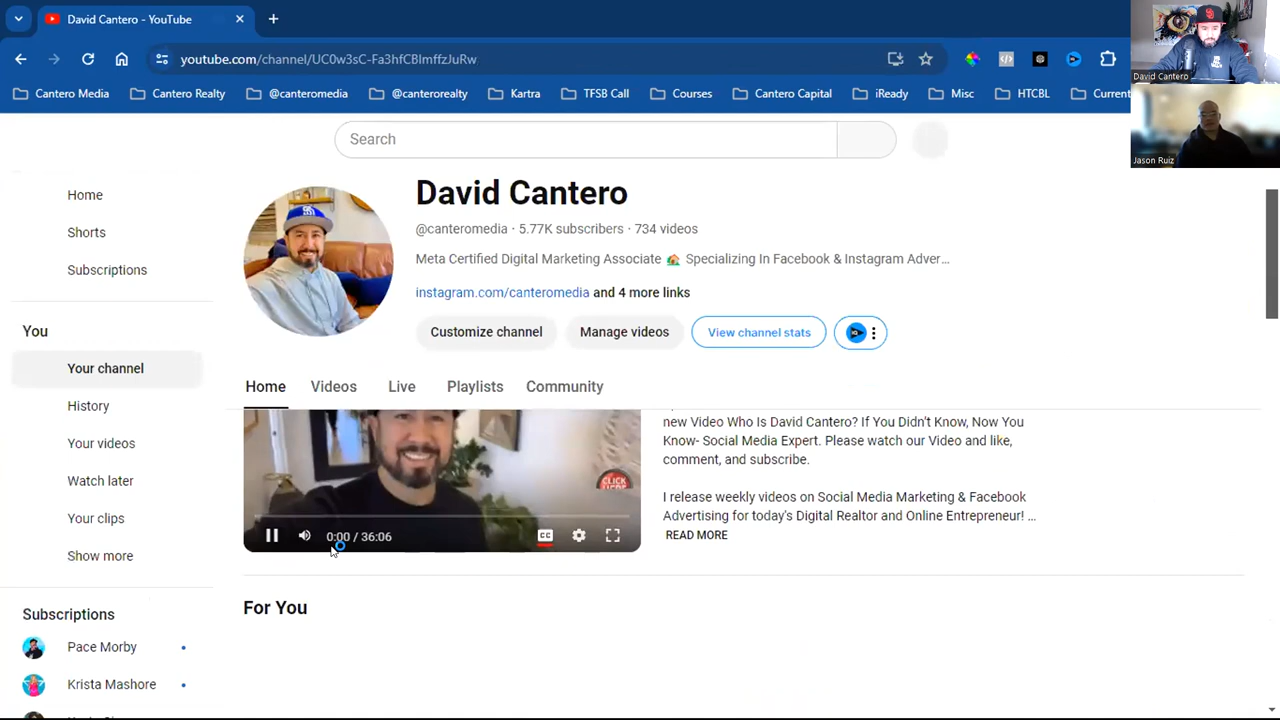 David Cantero - YouTube
youtube.com/channel/UC0w3sC-Fa3hfCBlmffzJuRw
Cantero Media
Cantero Realty
@canteromedia
@canterorealty
Kartra
TFSB Call
Courses
Cantero Capital
iReady
Misc
HTCBL
Current
David Cantero
Jason Ruiz
Search
Home
Shorts
Subscriptions
You
Your channel
History
Your videos
Watch later
Your clips
Show more
Subscriptions
Pace Morby
Krista Mashore
David Cantero
@canteromedia · 5.77K subscribers · 734 videos
Meta Certified Digital Marketing Associate 🏠 Specializing In Facebook & Instagram Adver...
instagram.com/canteromedia and 4 more links
Customize channel
Manage videos
View channel stats
Home
Videos
Live
Playlists
Community
CLICK
HERE
0:00 / 36:06
CC
new Video Who Is David Cantero? If You Didn't Know, Now You
Know- Social Media Expert. Please watch our Video and like,
comment, and subscribe.
I release weekly videos on Social Media Marketing & Facebook
Advertising for today's Digital Realtor and Online Entrepreneur! ...
READ MORE
For You